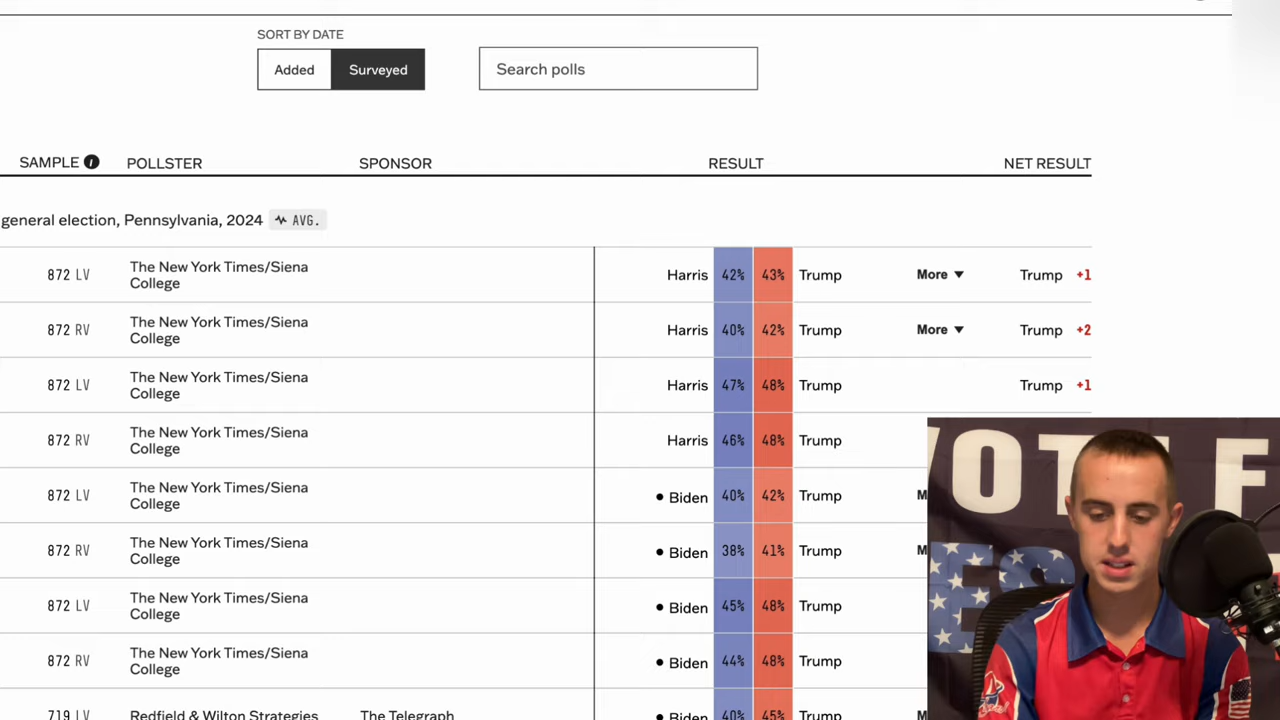 SORT BY DATE
Added Surveyed Search polls
SAMPLE i POLLSTER SPONSOR RESULT NET RESULT
general election, Pennsylvania, 2024 AVG.
872 LV The New York Times/Siena College Harris 42% 43% Trump More ▼ Trump +1
872 RV The New York Times/Siena College Harris 40% 42% Trump More ▼ Trump +2
872 LV The New York Times/Siena College Harris 47% 48% Trump Trump +1
872 RV The New York Times/Siena College Harris 46% 48% Trump
872 LV The New York Times/Siena College • Biden 40% 42% Trump M
872 RV The New York Times/Siena College • Biden 38% 41% Trump M
872 LV The New York Times/Siena College • Biden 45% 48% Trump
872 RV The New York Times/Siena College • Biden 44% 48% Trump
719 LV Redfield & Wilton Strategies The Telegraph • Biden 40% 45% Trump
VOT F
ES